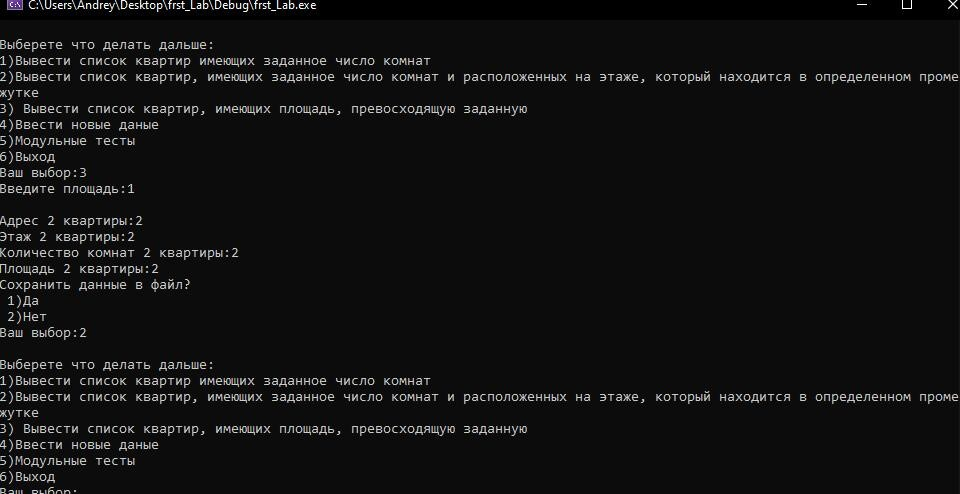 C:\Users\Andrey\Desktop\frst_Lab\Debug\frst_Lab.exe
Выберете что делать дальше:
1)Вывести список квартир имеющих заданное число комнат
2)Вывести список квартир, имеющих заданное число комнат и расположенных на этаже, который находится в определенном проме
жутке
3) Вывести список квартир, имеющих площадь, превосходящую заданную
4)Ввести новые даные
5)Модульные тесты
6)Выход
Ваш выбор:3
Введите площадь:1
Адрес 2 квартиры:2
Этаж 2 квартиры:2
Количество комнат 2 квартиры:2
Площадь 2 квартиры:2
Сохранить данные в файл?
1)Да
2)Нет
Ваш выбор:2
Выберете что делать дальше:
1)Вывести список квартир имеющих заданное число комнат
2)Вывести список квартир, имеющих заданное число комнат и расположенных на этаже, который находится в определенном проме
жутке
3) Вывести список квартир, имеющих площадь, превосходящую заданную
4)Ввести новые даные
5)Модульные тесты
6)Выход
Ваш выбор: